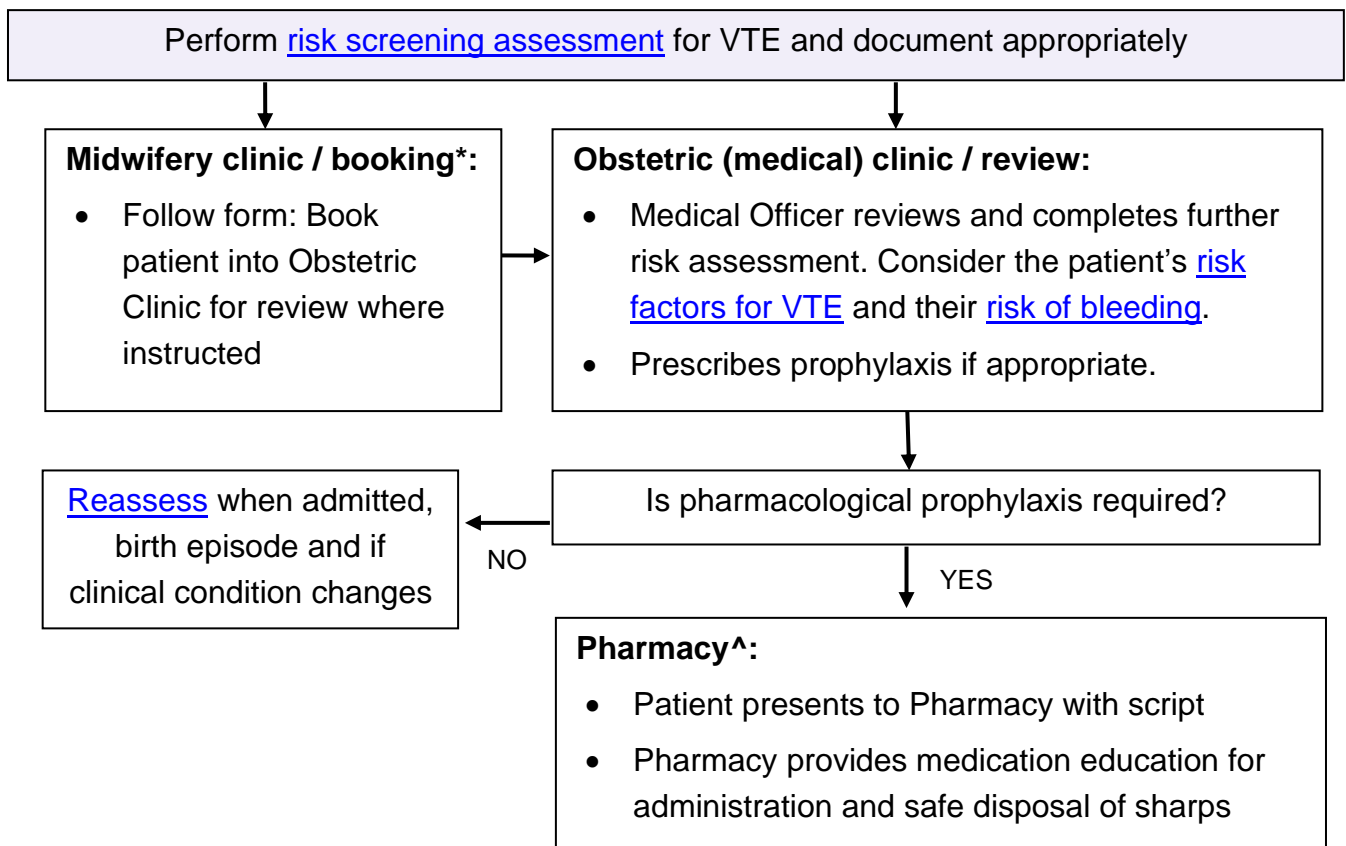 Perform risk screening assessment for VTE and document appropriately
Midwifery clinic / booking*:
• Follow form: Book
patient into Obstetric
Clinic for review where
instructed
Obstetric (medical) clinic / review:
• Medical Officer reviews and completes further
risk assessment. Consider the patient’s risk
factors for VTE and their risk of bleeding.
• Prescribes prophylaxis if appropriate.
Is pharmacological prophylaxis required?
NO
Reassess when admitted,
birth episode and if
clinical condition changes
YES
Pharmacy^:
• Patient presents to Pharmacy with script
• Pharmacy provides medication education for
administration and safe disposal of sharps